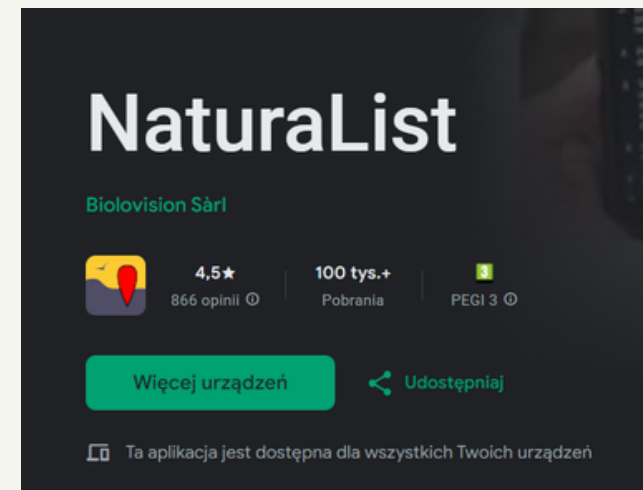 NaturaList
Biolovision Sàrl
4,5★ 100 tys.+ 3
866 opinii Pobrania PEGI 3
Więcej urządzeń Udostępniaj
Ta aplikacja jest dostępna dla wszystkich Twoich urządzeń